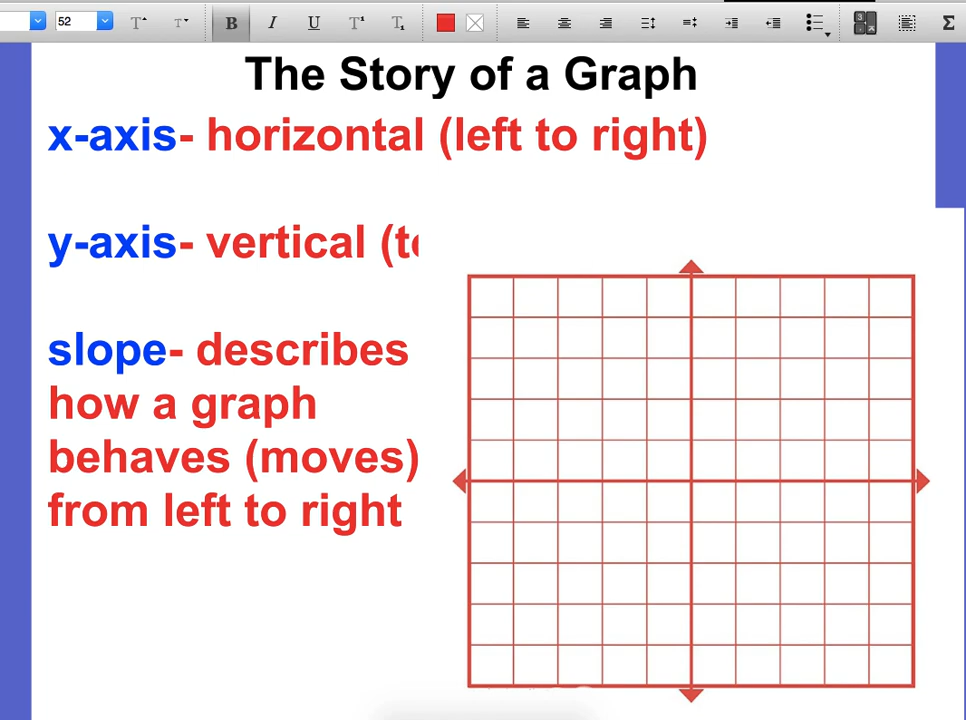 52
B I U
The Story of a Graph
x-axis- horizontal (left to right)
y-axis- vertical
slope- describes
how a graph
behaves (moves)
from left to right